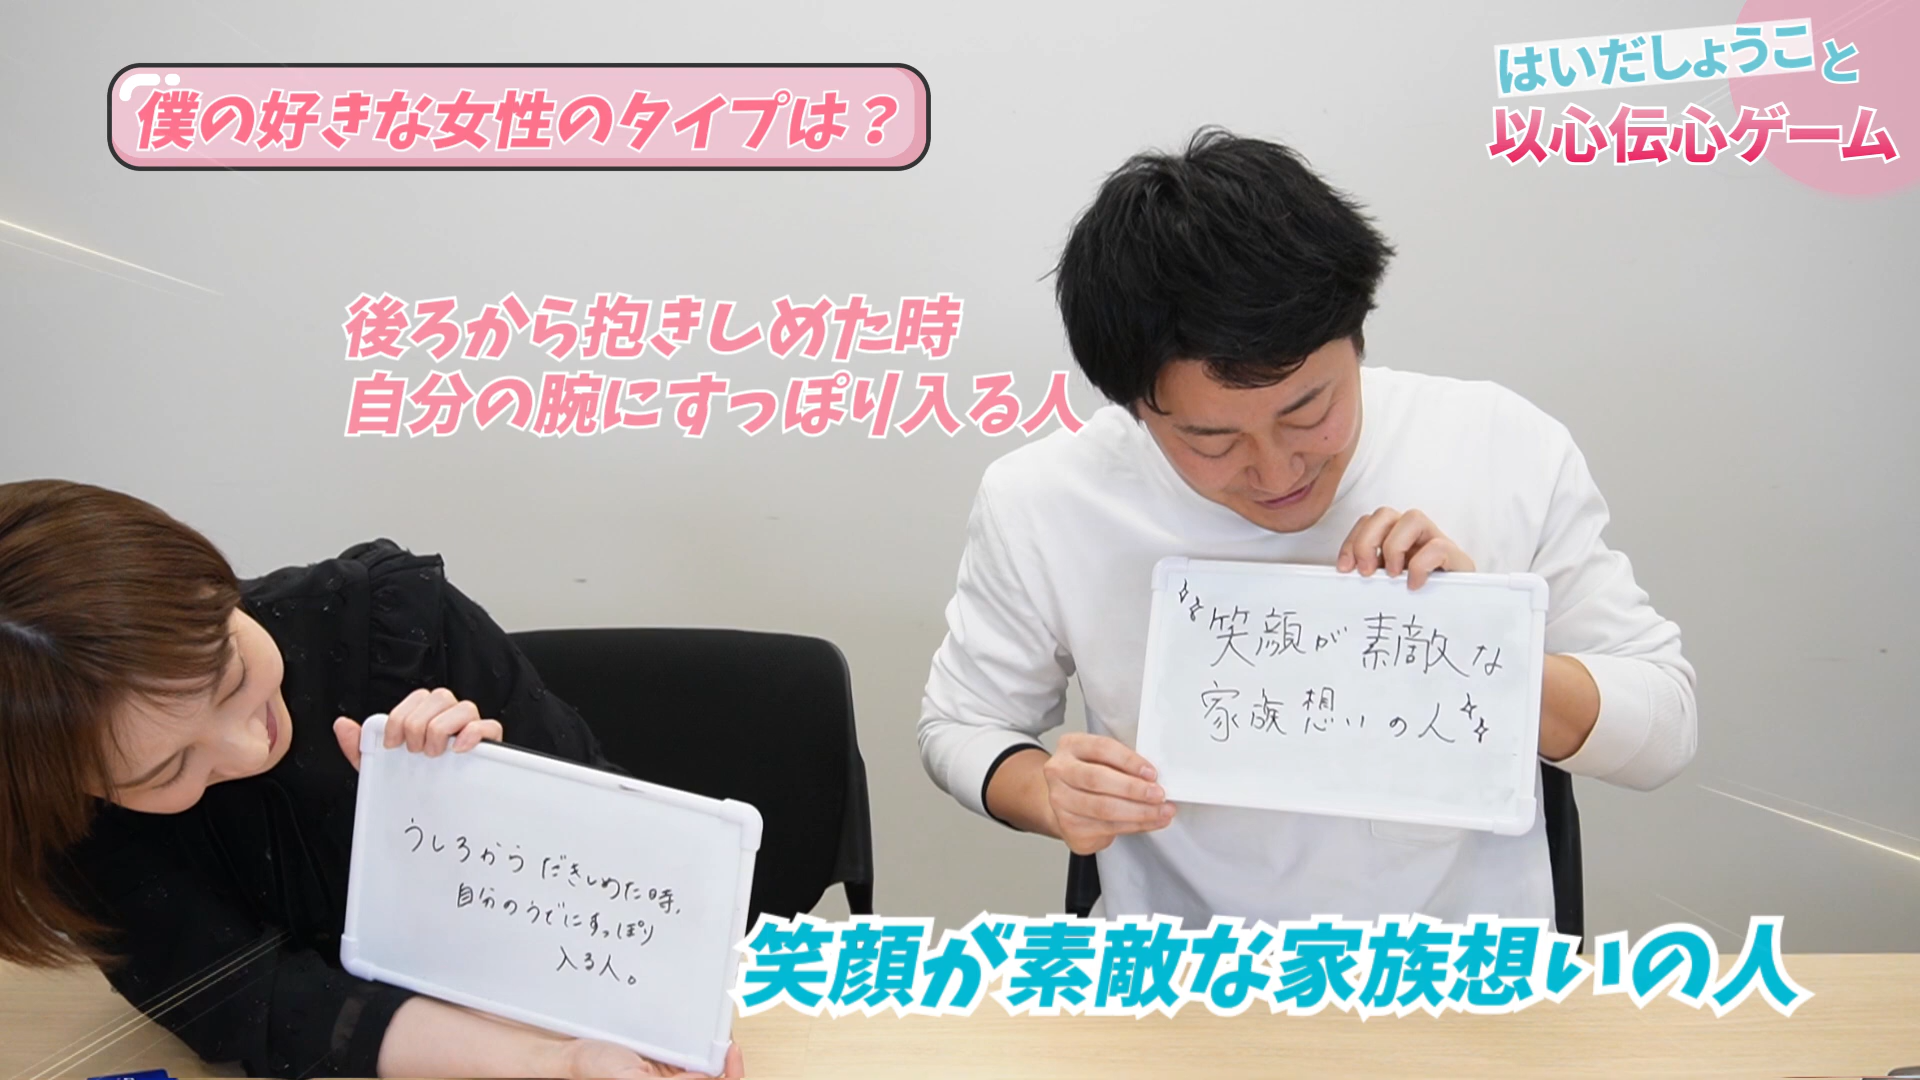 僕の好きな女性のタイプは？
はいだしょうこと
以心伝心ゲーム
後ろから抱きしめた時
自分の腕にすっぽり入る人
笑顔が素敵な
家族想いの人
うしろからだきしめた時、
自分のうでにすっぽり
入る人。
笑顔が素敵な家族想いの人